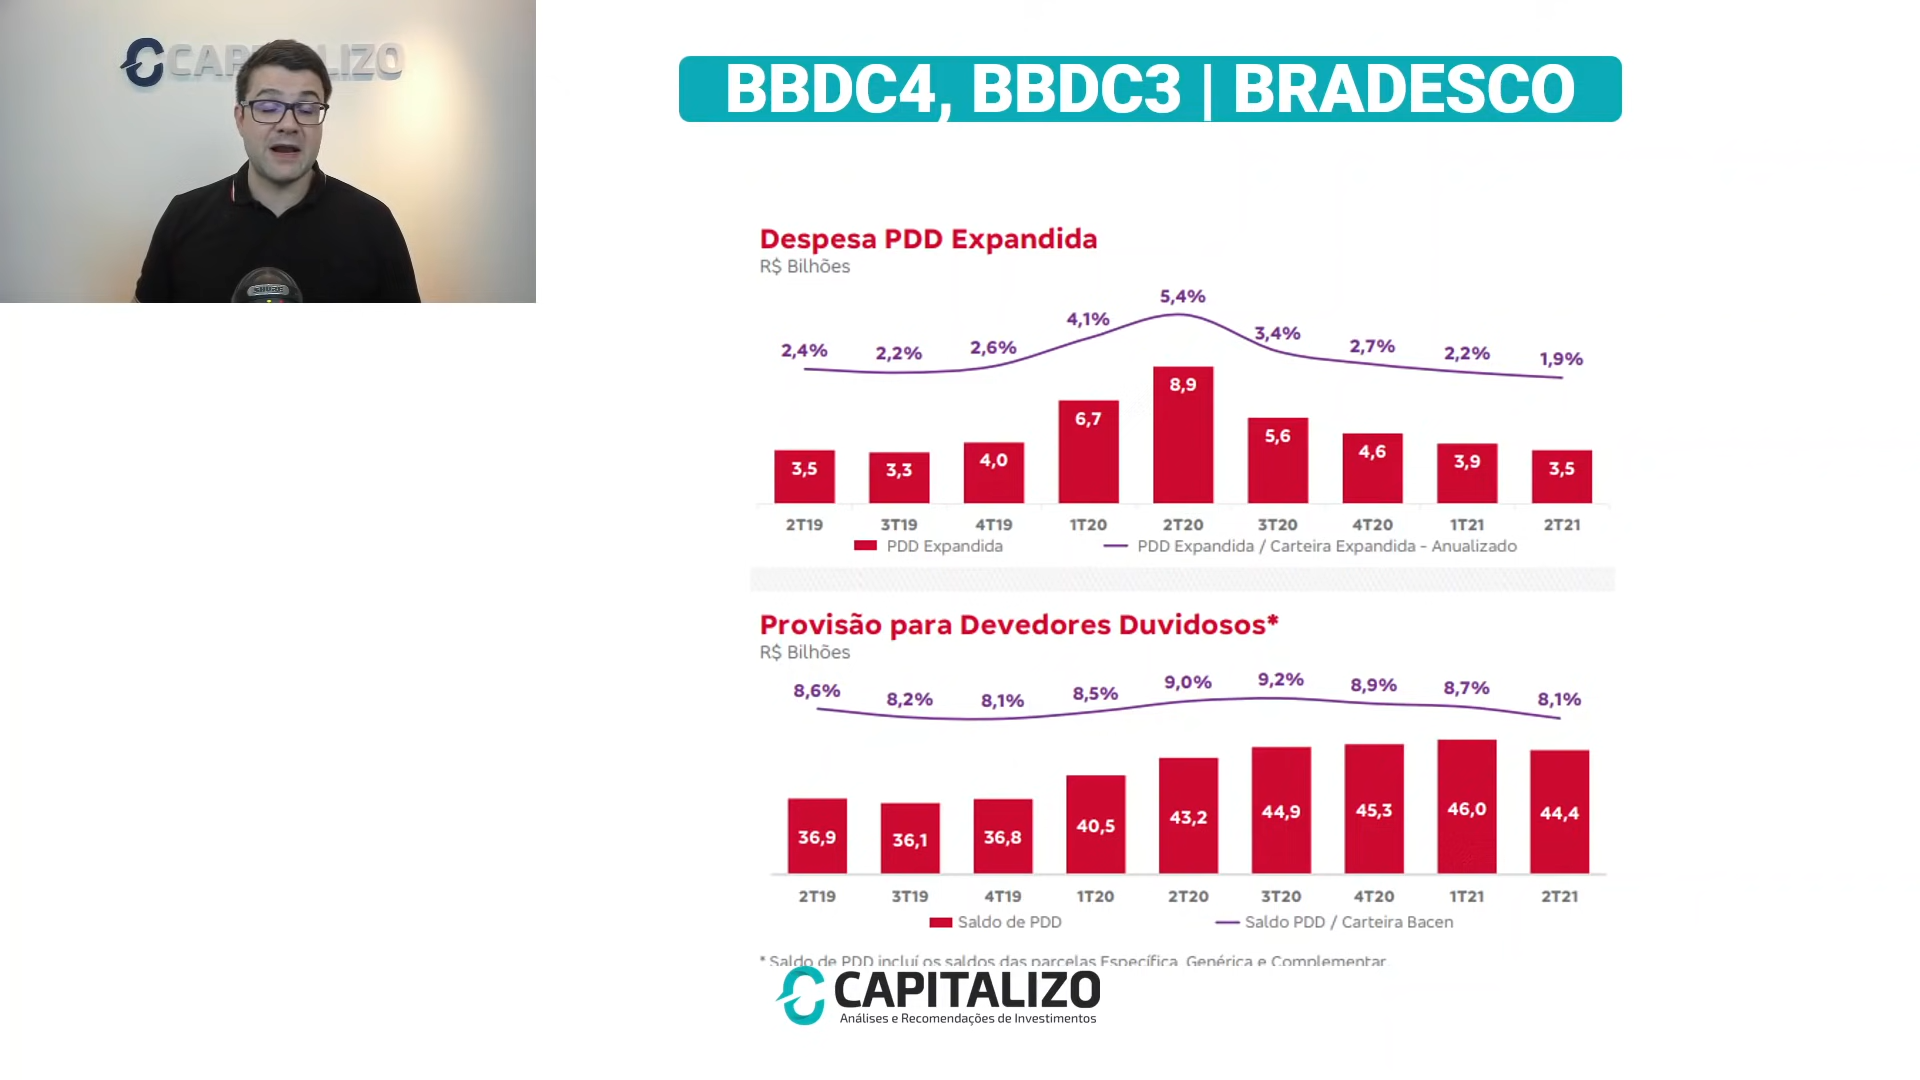 CAPITALIZO
BBDC4, BBDC3 | BRADESCO
Despesa PDD Expandida
R$ Bilhões
2,4% 2,2% 2,6% 4,1% 5,4% 3,4% 2,7% 2,2% 1,9%
3,5 3,3 4,0 6,7 8,9 5,6 4,6 3,9 3,5
2T19 3T19 4T19 1T20 2T20 3T20 4T20 1T21 2T21
PDD Expandida PDD Expandida / Carteira Expandida - Anualizado
Provisão para Devedores Duvidosos*
R$ Bilhões
8,6% 8,2% 8,1% 8,5% 9,0% 9,2% 8,9% 8,7% 8,1%
36,9 36,1 36,8 40,5 43,2 44,9 45,3 46,0 44,4
2T19 3T19 4T19 1T20 2T20 3T20 4T20 1T21 2T21
Saldo de PDD Saldo PDD / Carteira Bacen
* Saldo de PDD incluí os saldos das parcelas Específica, Genérica e Complementar
CAPITALIZO
Análises e Recomendações de Investimentos